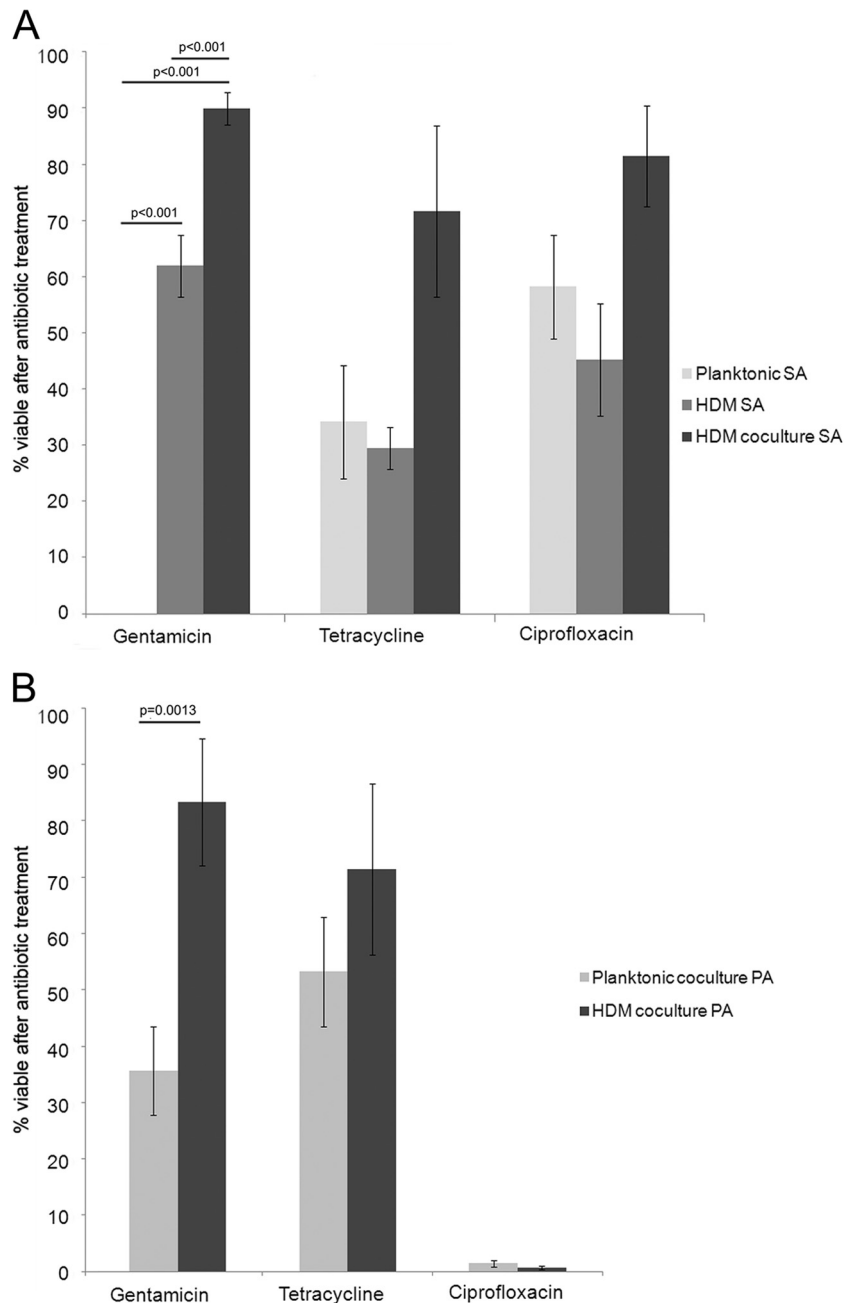 A
100
90
80
70
60
50
40
30
20
10
0
% viable after antibiotic treatment
p<0.001
p<0.001
p<0.001
Gentamicin
Tetracycline
Ciprofloxacin
Planktonic SA
HDM SA
HDM coculture SA
B
100
90
80
70
60
50
40
30
20
10
0
% viable after antibiotic treatment
p=0.0013
Gentamicin
Tetracycline
Ciprofloxacin
Planktonic coculture PA
HDM coculture PA